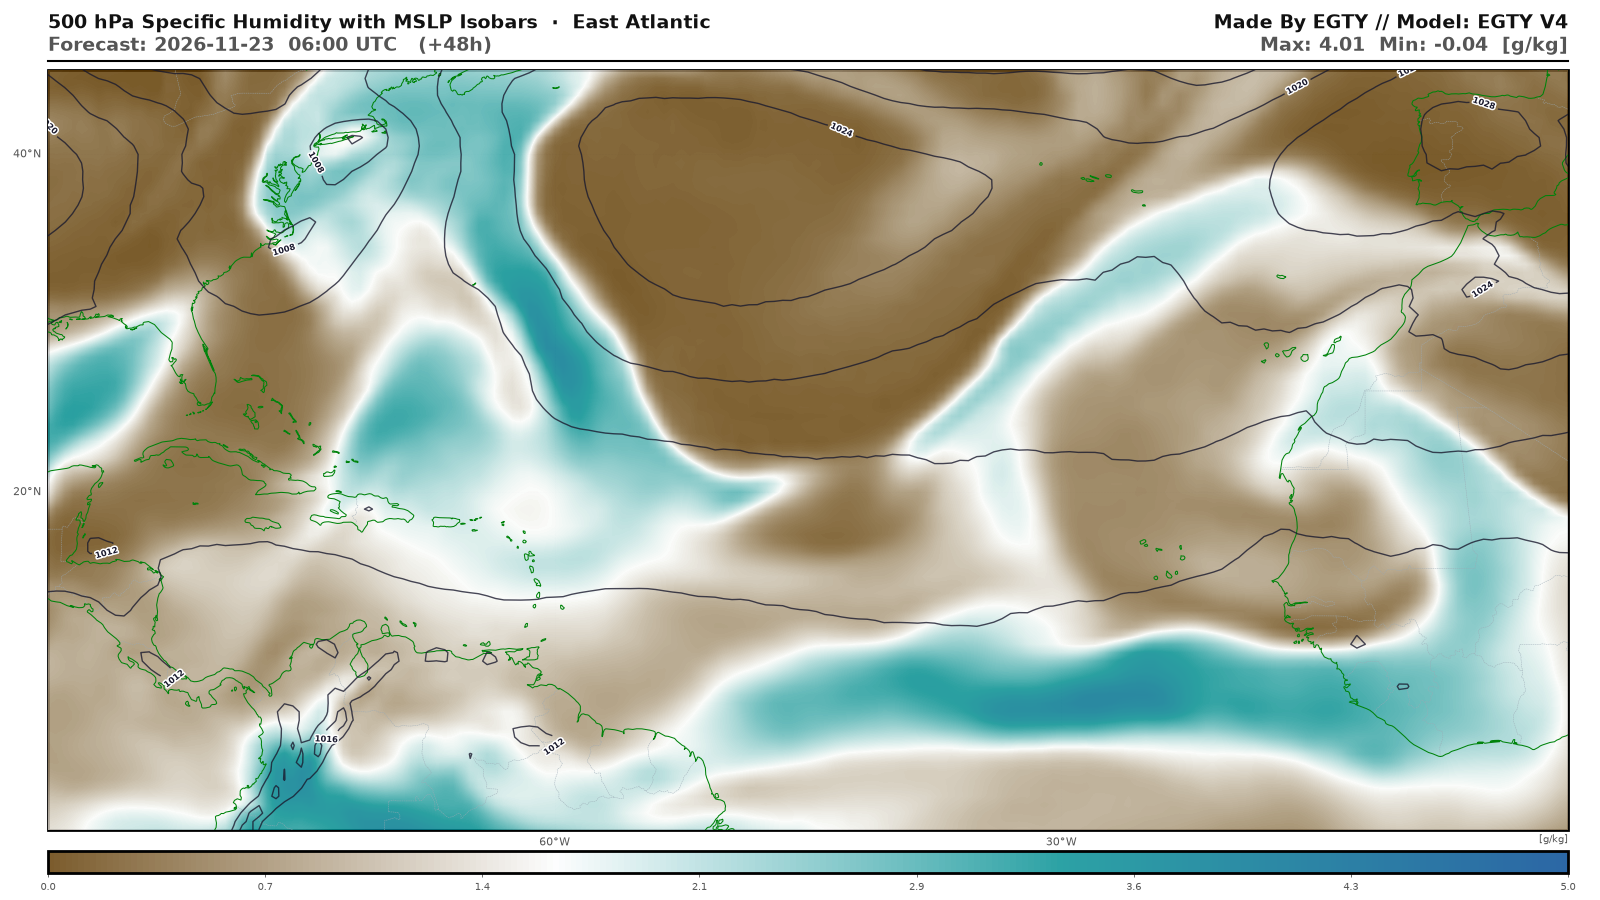 500 hPa Specific Humidity with MSLP Isobars · East Atlantic
Made By EGTY // Model: EGTY V4
Forecast: 2026-11-23 06:00 UTC (+48h)
Max: 4.01 Min: -0.04 [g/kg]
1020
1028
1024
40°N
1008
1008
1024
20°N
1012
1012
1016
1012
60°W
30°W
[g/kg]
0.0
0.7
1.4
2.1
2.9
3.6
4.3
5.0